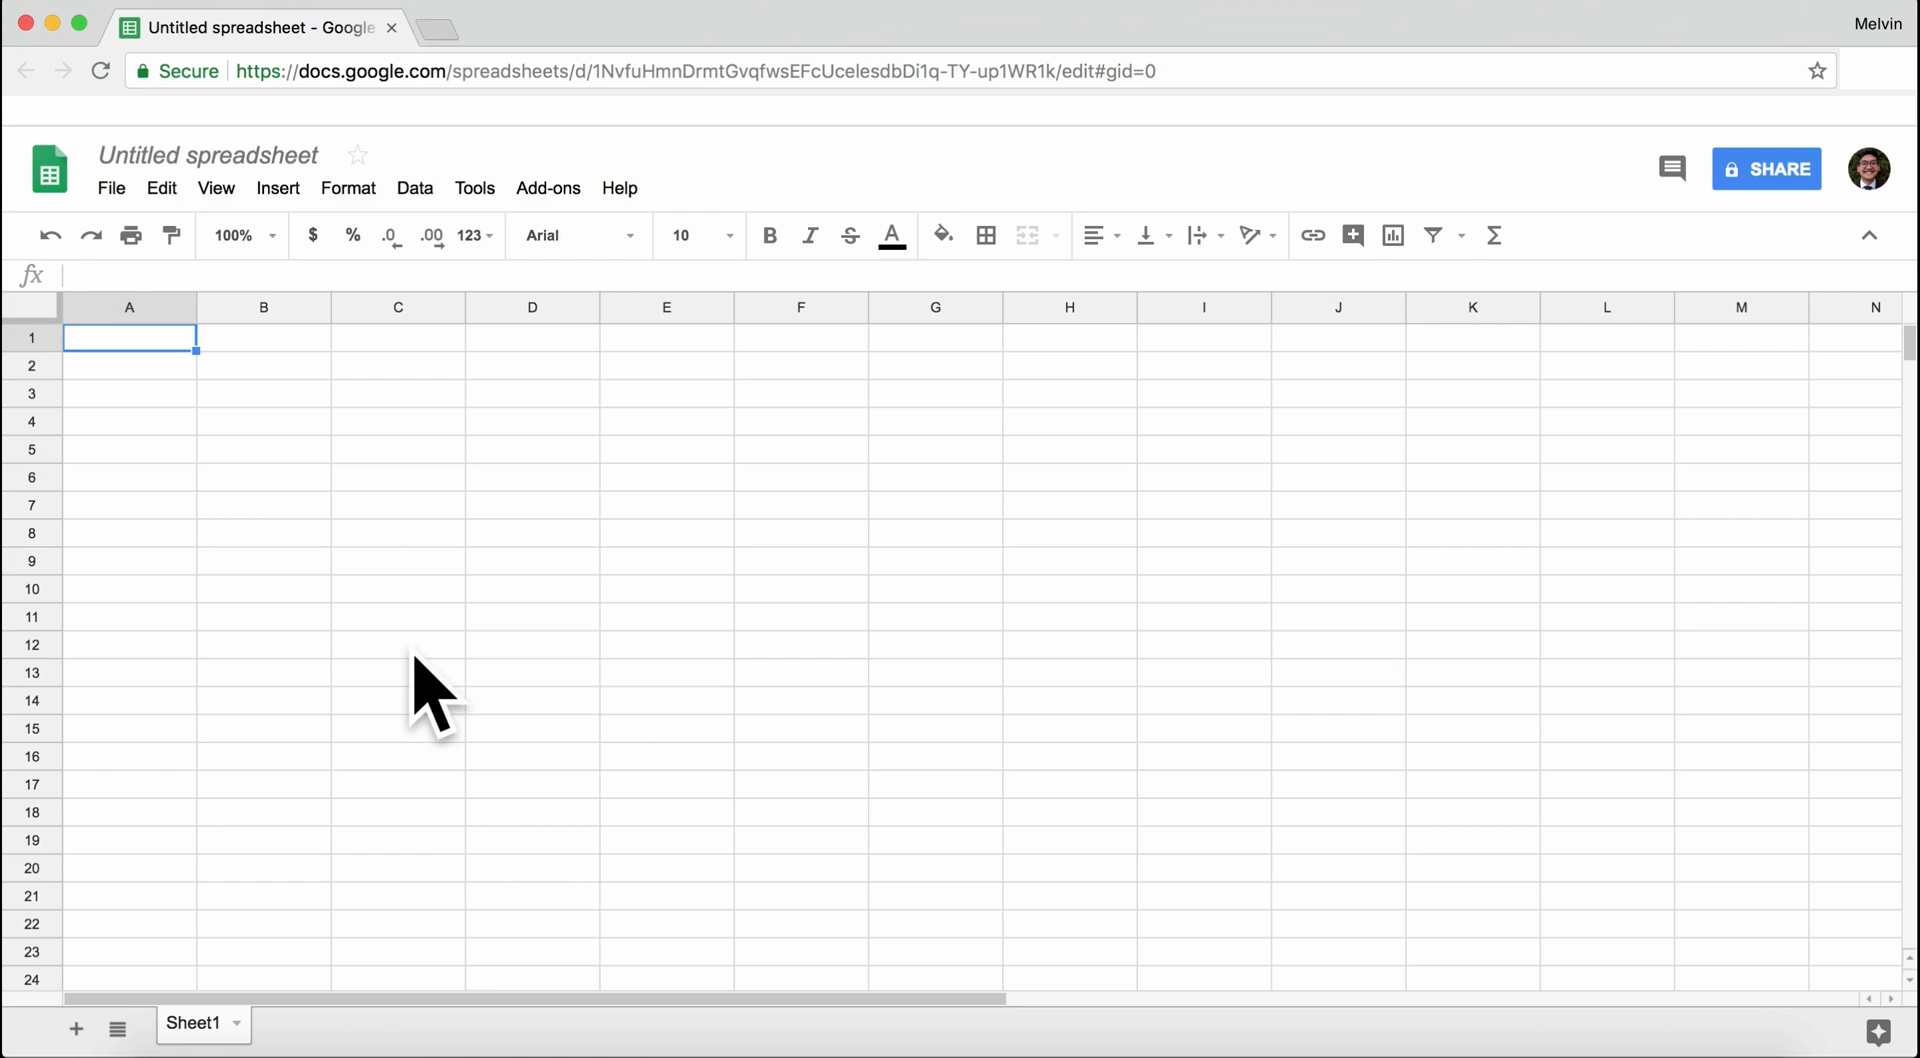 Untitled spreadsheet - Google
Melvin
Secure https://docs.google.com/spreadsheets/d/1NvfuHmnDrmtGvqfwsEFcUcelesdbDi1q-TY-up1WR1k/edit#gid=0
Untitled spreadsheet
File Edit View Insert Format Data Tools Add-ons Help
SHARE
100% $ % .0 .00 123 Arial 10 B I S A Σ
fx
A B C D E F G H I J K L M N
1
2
3
4
5
6
7
8
9
10
11
12
13
14
15
16
17
18
19
20
21
22
23
24
Sheet1